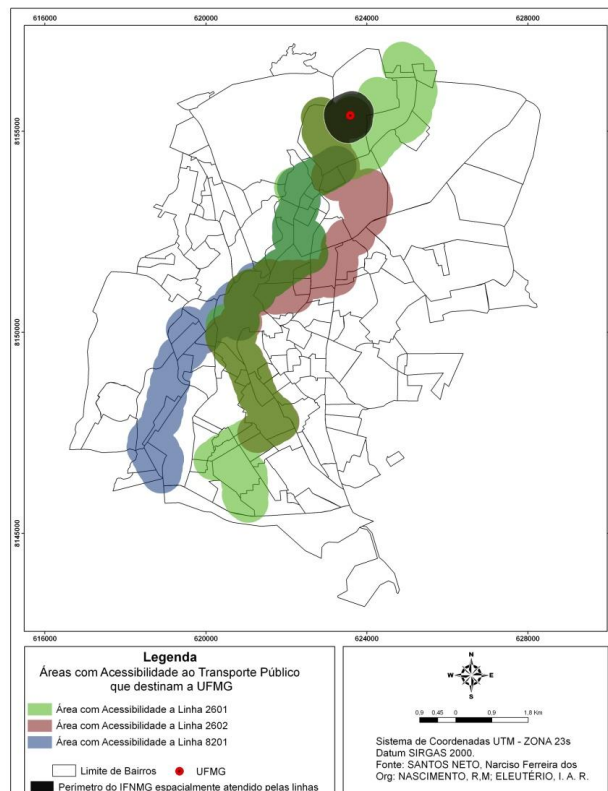 616000 620000 624000 628000
8155000
8150000
8145000
616000 620000 624000 628000
Legenda
Áreas com Acessibilidade ao Transporte Público
que destinam a UFMG
Área com Acessibilidade a Linha 2601
Área com Acessibilidade a Linha 2602
Área com Acessibilidade a Linha 8201
Limite de Bairros
UFMG
Perímetro do IFNMG espacialmente atendido pelas linhas
N
W E
S
0.9 0.45 0 0.9 1.8 Km
Sistema de Coordenadas UTM - ZONA 23s
Datum SIRGAS 2000.
Fonte: SANTOS NETO, Narciso Ferreira dos
Org: NASCIMENTO, R,M; ELEUTÉRIO, I. A. R.